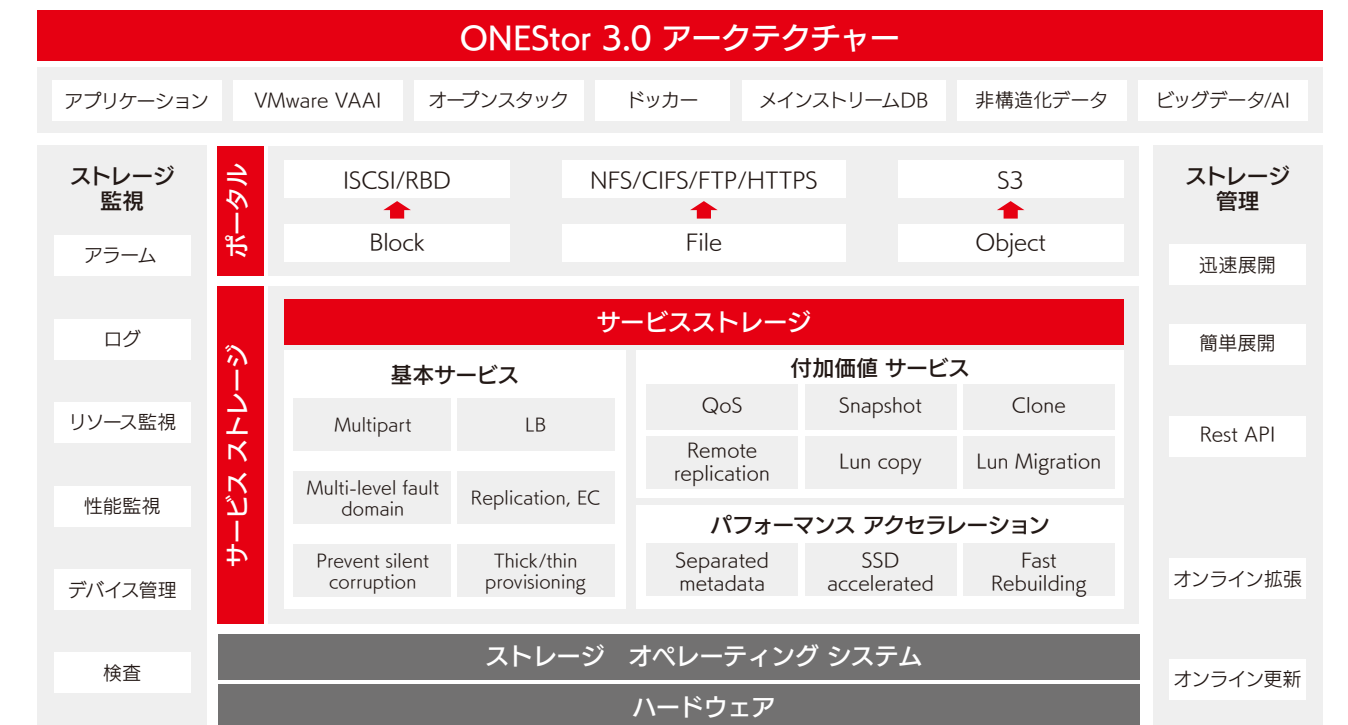 ONEStor 3.0 アークテクチャー
アプリケーション
VMware VAAI
オープンスタック
ドッカー
メインストリームDB
非構造化データ
ビッグデータ/AI
ストレージ
監視
アラーム
ログ
リソース監視
性能監視
デバイス管理
検査
ポータル
ISCSI/RBD
NFS/CIFS/FTP/HTTPS
S3
Block
File
Object
サービス ストレージ
サービスストレージ
基本サービス
Multipart
LB
Multi-level fault
domain
Replication, EC
Prevent silent
corruption
Thick/thin
provisioning
付加価値 サービス
QoS
Snapshot
Clone
Remote
replication
Lun copy
Lun Migration
パフォーマンス アクセラレーション
Separated
metadata
SSD
accelerated
Fast
Rebuilding
ストレージ
管理
迅速展開
簡単展開
Rest API
オンライン拡張
オンライン更新
ストレージ オペレーティング システム
ハードウェア